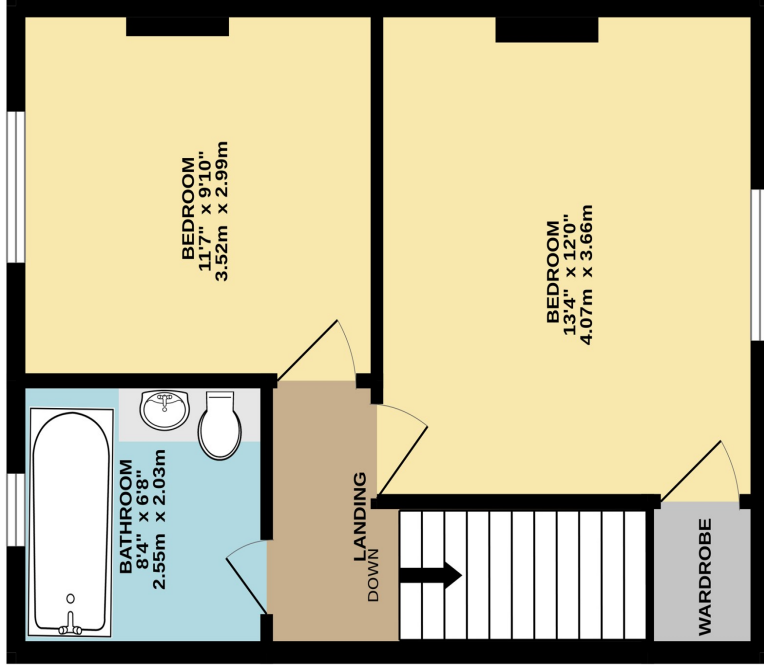 BEDROOM
11'7" x 9'10"
3.52m x 2.99m
BEDROOM
13'4" x 12'0"
4.07m x 3.66m
BATHROOM
8'4" x 6'8"
2.55m x 2.03m
LANDING
DOWN
WARDROBE